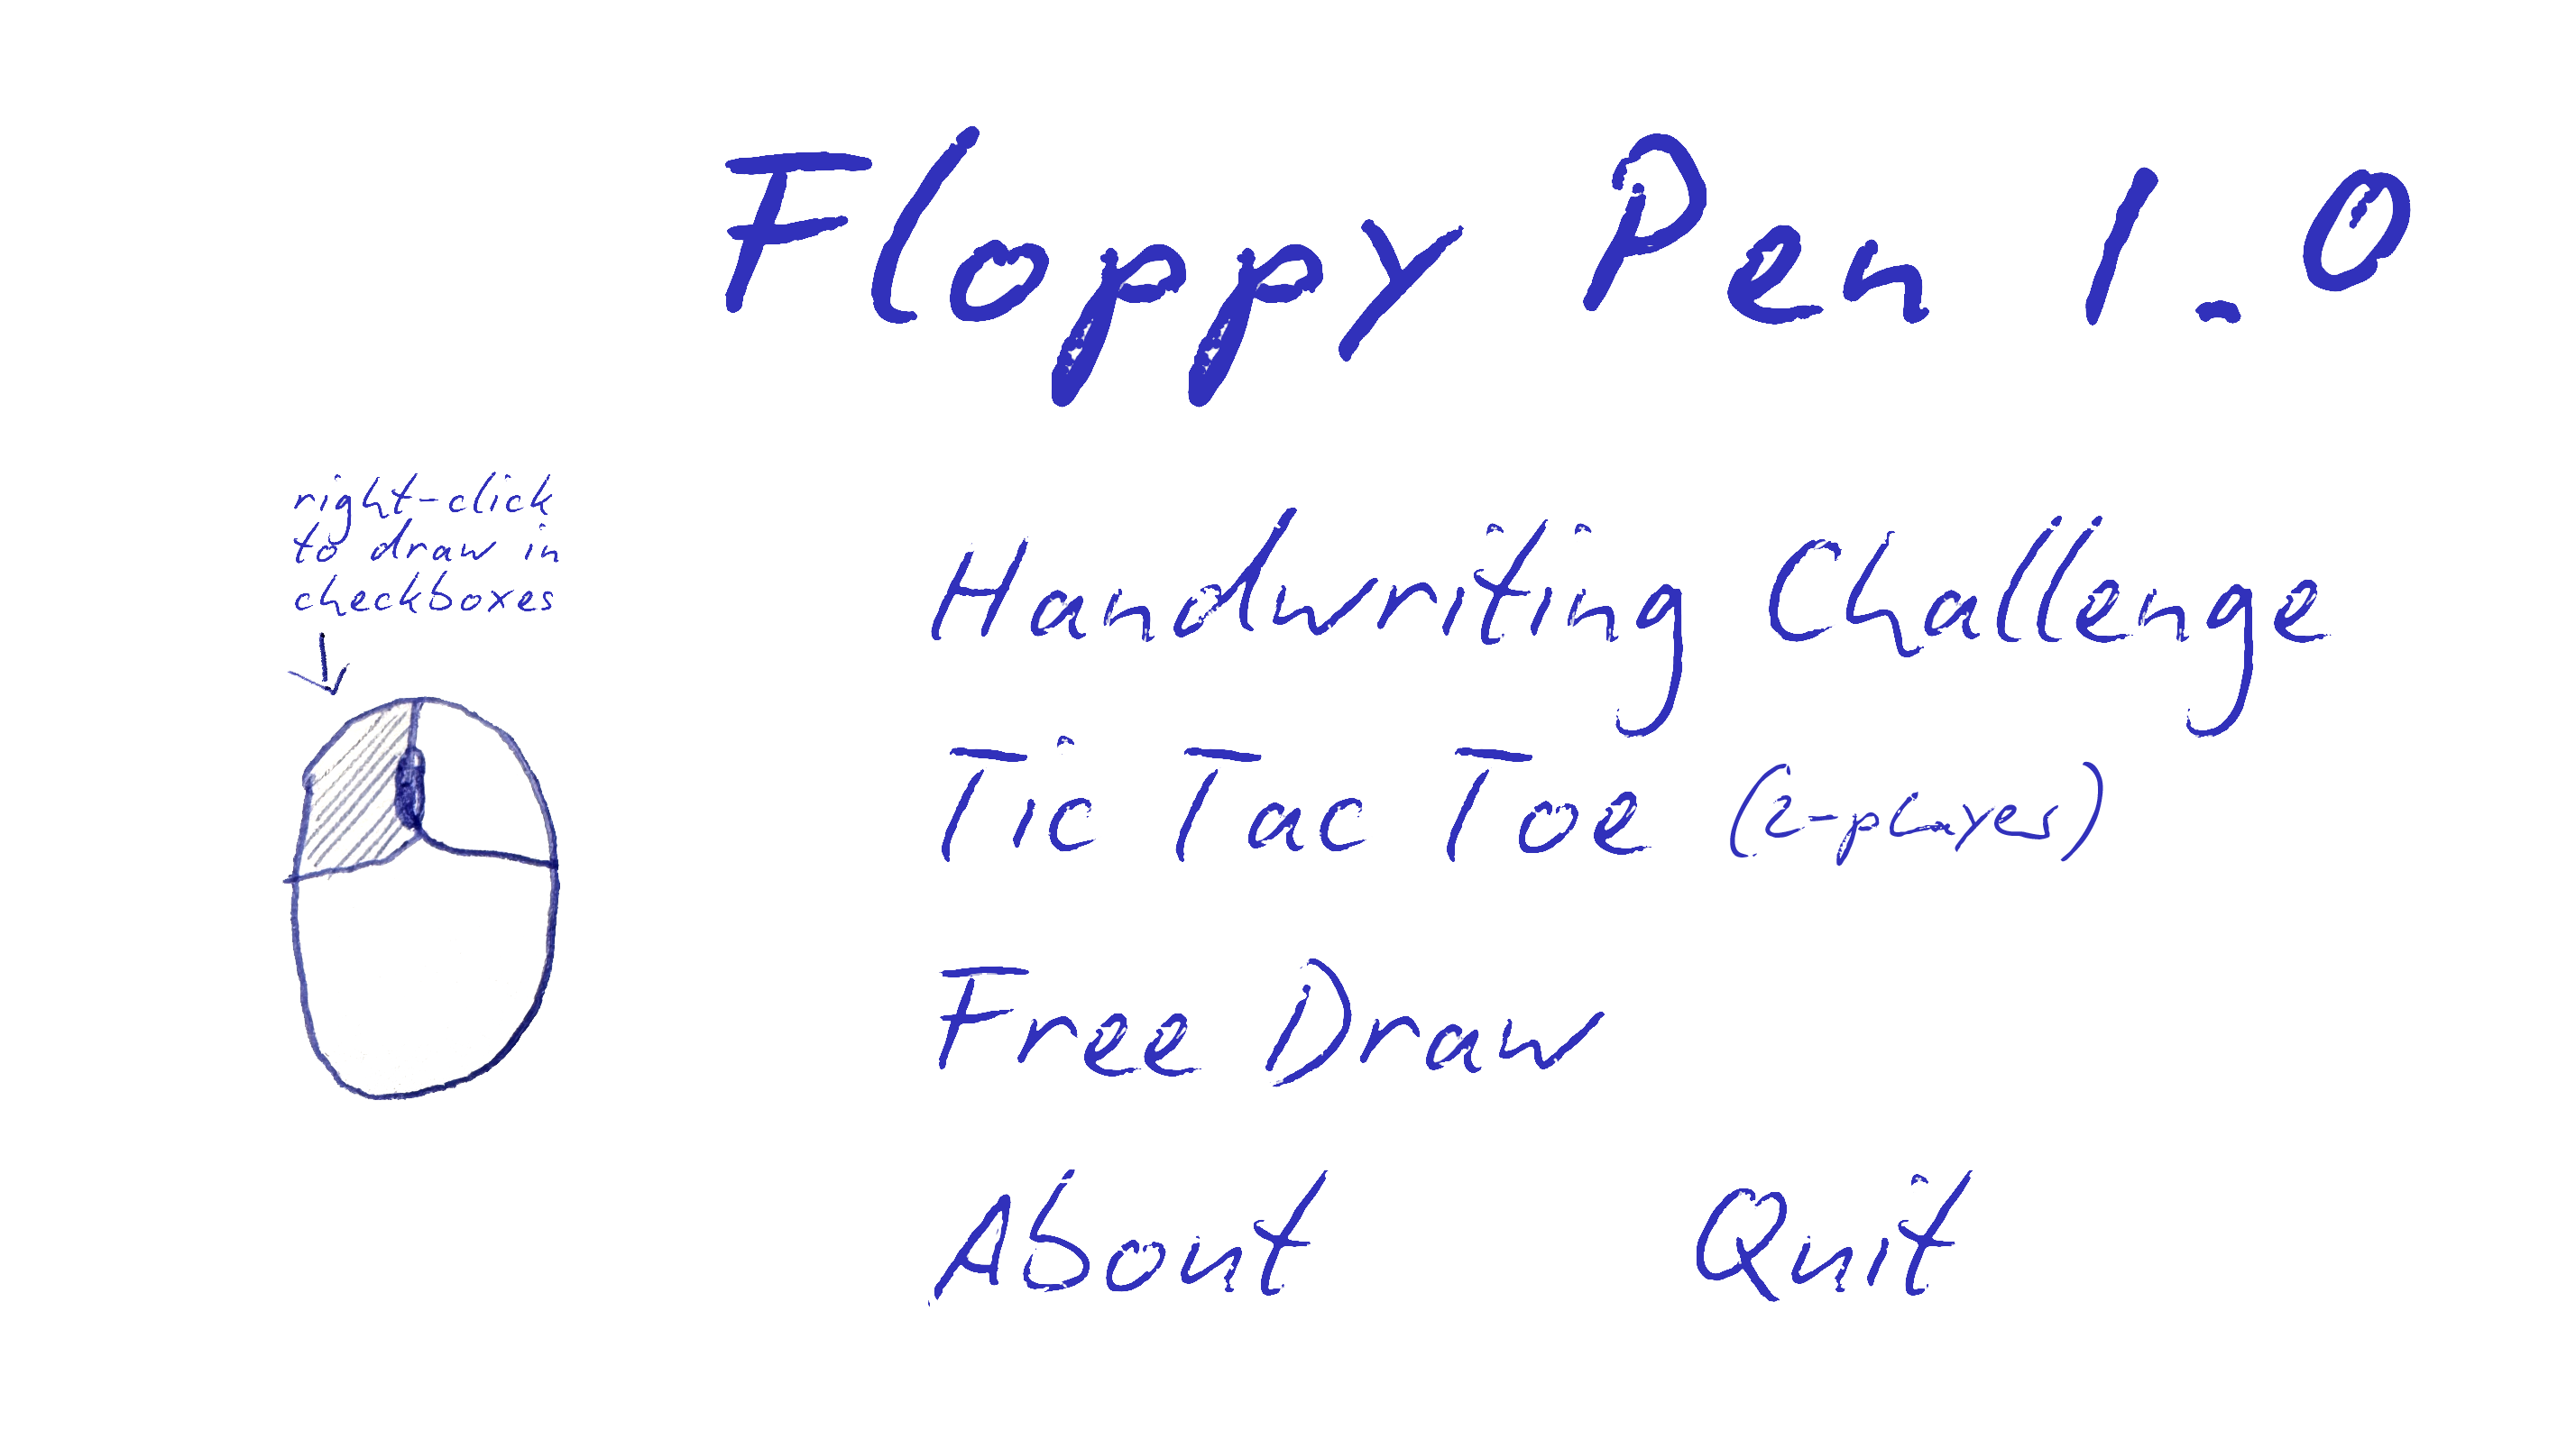 Floppy Pen 1.0
right-click
to draw in
checkboxes
Handwriting Challenge
Tic Tac Toe (2-player)
Free Draw
About Quit